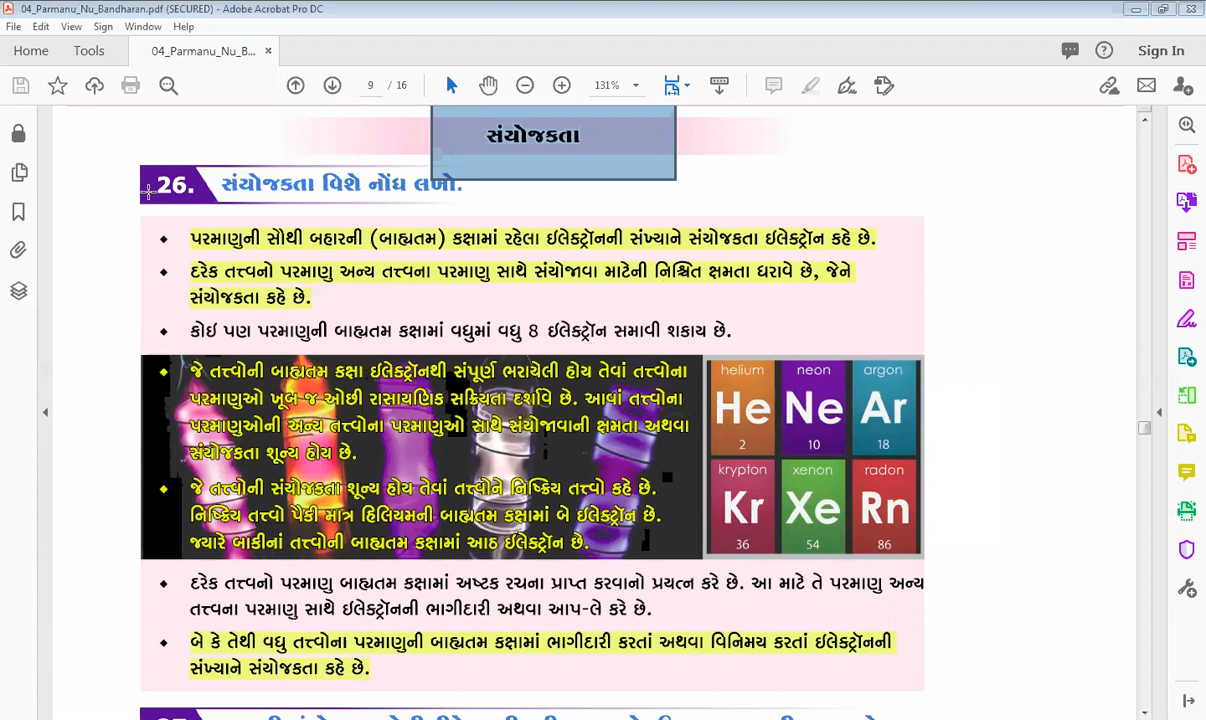 04_Parmanu_Nu_Bandharan.pdf (SECURED) - Adobe Acrobat Pro DC
File Edit View Sign Window Help
Home Tools 04_Parmanu_Nu_B... × Sign In
9 / 16 131%
સંયોજકતા
26. સંયોજકતા વિશે નોંધ લખો.
પરમાણુની સૌથી બહારની (બાહ્યતમ) કક્ષામાં રહેલા ઇલેક્ટ્રૉનની સંખ્યાને સંયોજકતા ઇલેક્ટ્રૉન કહે છે.
દરેક તત્ત્વનો પરમાણુ અન્ય તત્ત્વના પરમાણુ સાથે સંયોજાવા માટેની નિશ્ચિત ક્ષમતા ધરાવે છે, જેને
સંયોજકતા કહે છે.
કોઇ પણ પરમાણુની બાહ્યતમ કક્ષામાં વધુમાં વધુ 8 ઇલેક્ટ્રૉન સમાવી શકાય છે.
જે તત્ત્વોની બાહ્યતમ કક્ષા ઇલેક્ટ્રૉનથી સંપૂર્ણ ભરાયેલી હોય તેવાં તત્ત્વોના
પરમાણુઓ ખૂબ જ ઓછી રાસાયણિક સક્રિયતા દર્શાવે છે. આવાં તત્ત્વોના
પરમાણુઓની અન્ય તત્ત્વોના પરમાણુઓ સાથે સંયોજાવાની ક્ષમતા અથવા
સંયોજકતા શૂન્ય હોય છે.
જે તત્ત્વોની સંયોજકતા શૂન્ય હોય તેવાં તત્ત્વોને નિષ્ક્રિય તત્ત્વો કહે છે.
નિષ્ક્રિય તત્ત્વો પૈકી માત્ર હિલિયમની બાહ્યતમ કક્ષામાં બે ઇલેક્ટ્રૉન છે.
જ્યારે બાકીનાં તત્ત્વોની બાહ્યતમ કક્ષામાં આઠ ઇલેક્ટ્રૉન છે.
helium neon argon
He Ne Ar
2 10 18
krypton xenon radon
Kr Xe Rn
36 54 86
દરેક તત્ત્વનો પરમાણુ બાહ્યતમ કક્ષામાં અષ્ટક રચના પ્રાપ્ત કરવાનો પ્રયત્ન કરે છે. આ માટે તે પરમાણુ અન્ય
તત્ત્વના પરમાણુ સાથે ઇલેક્ટ્રૉનની ભાગીદારી અથવા આપ-લે કરે છે.
બે કે તેથી વધુ તત્ત્વોના પરમાણુની બાહ્યતમ કક્ષામાં ભાગીદારી કરતાં અથવા વિનિમય કરતાં ઇલેક્ટ્રૉનની
સંખ્યાને સંયોજકતા કહે છે.